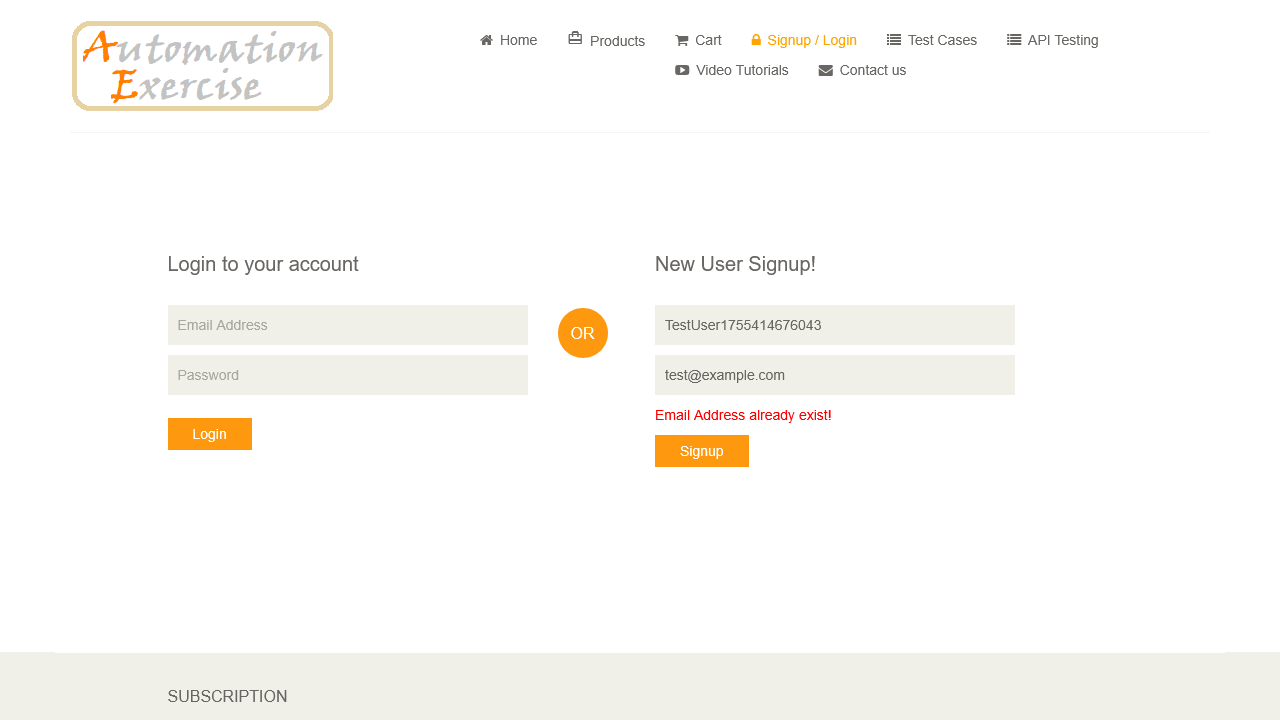 Automation
Exercise
Home
Products
Cart
Signup / Login
Test Cases
API Testing
Video Tutorials
Contact us
Login to your account
Email Address
Password
Login
OR
New User Signup!
TestUser1755414676043
test@example.com
Email Address already exist!
Signup
SUBSCRIPTION